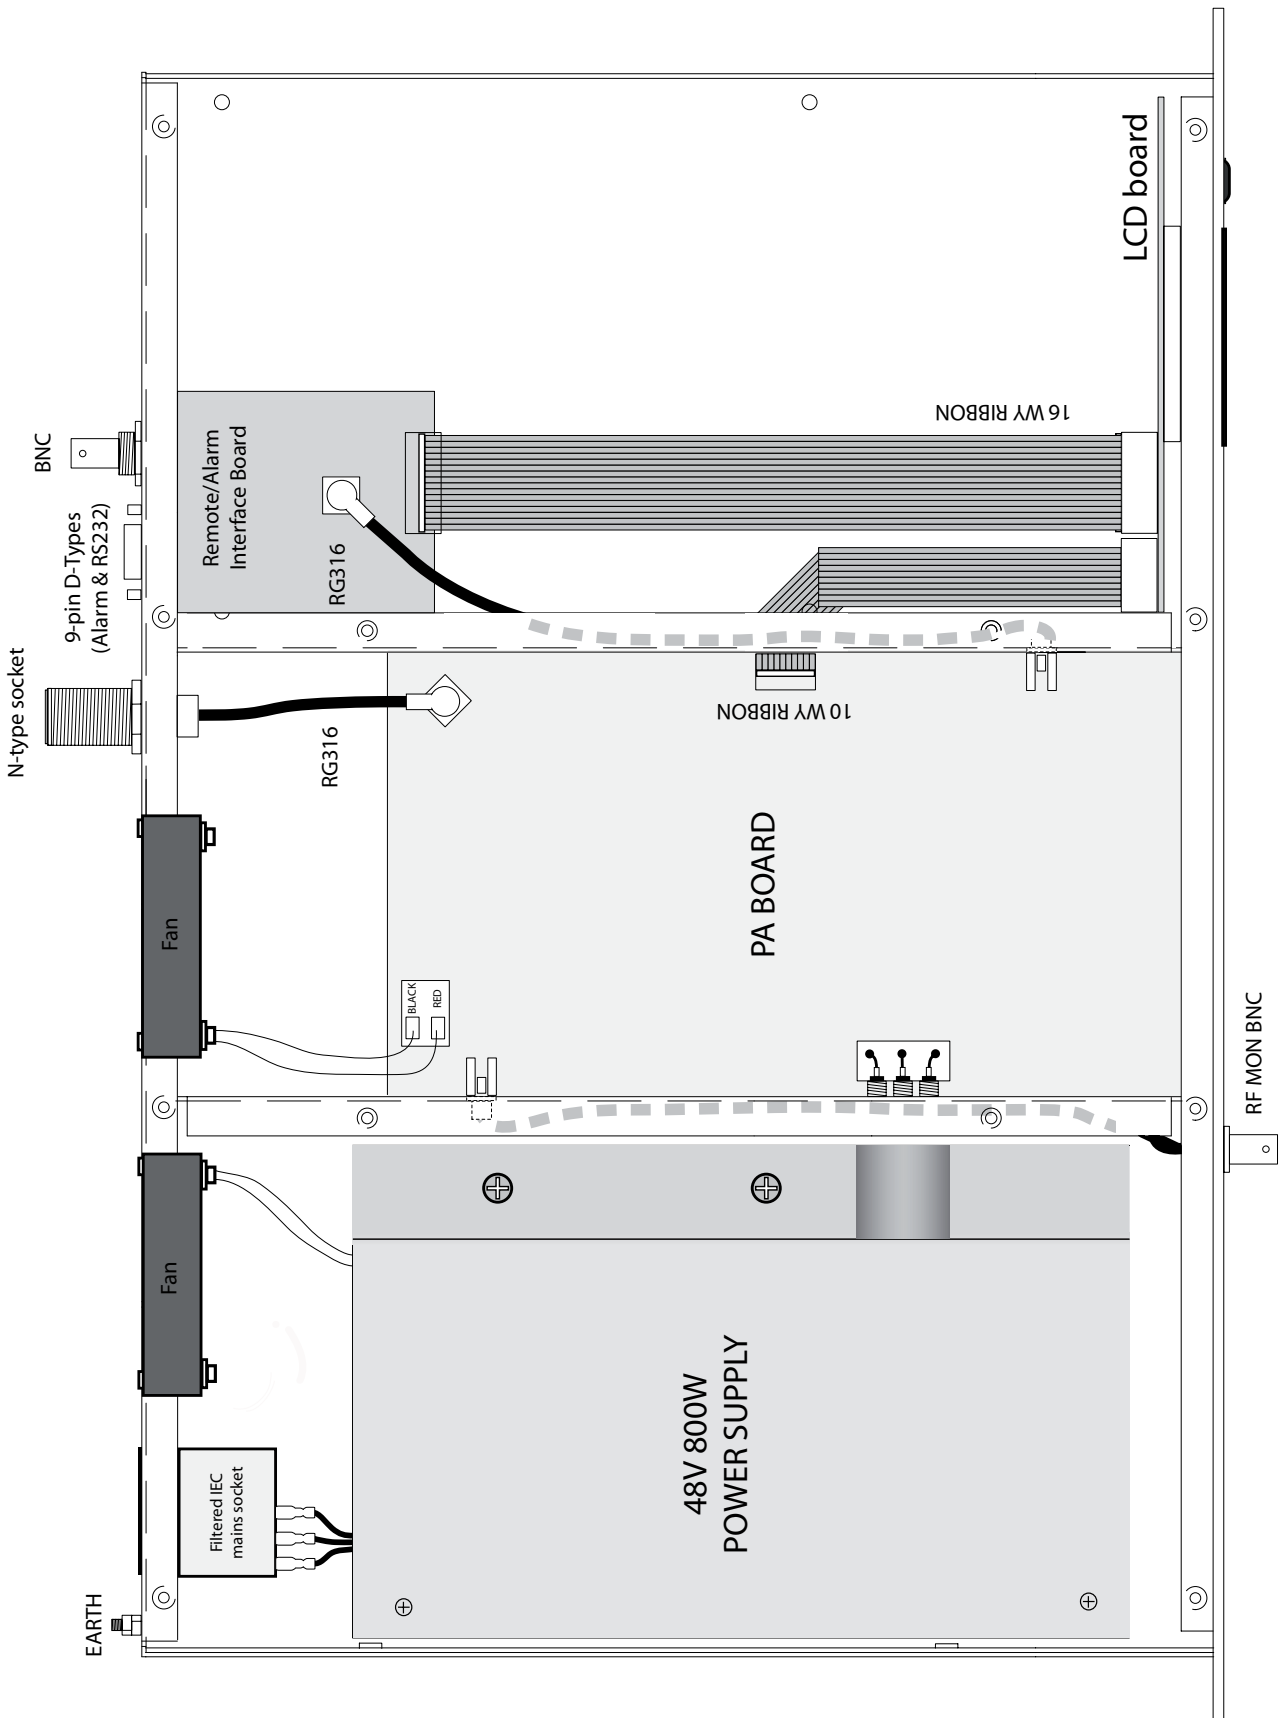 N-type socket
BNC
9-pin D-Types
(Alarm & RS232)
EARTH
Remote/Alarm
Interface Board
RG316
RG316
16 WY RIBBON
10 WY RIBBON
LCD board
PA BOARD
BLACK
RED
Fan
Fan
Filtered IEC
mains socket
48V 800W
POWER SUPPLY
RF MON BNC